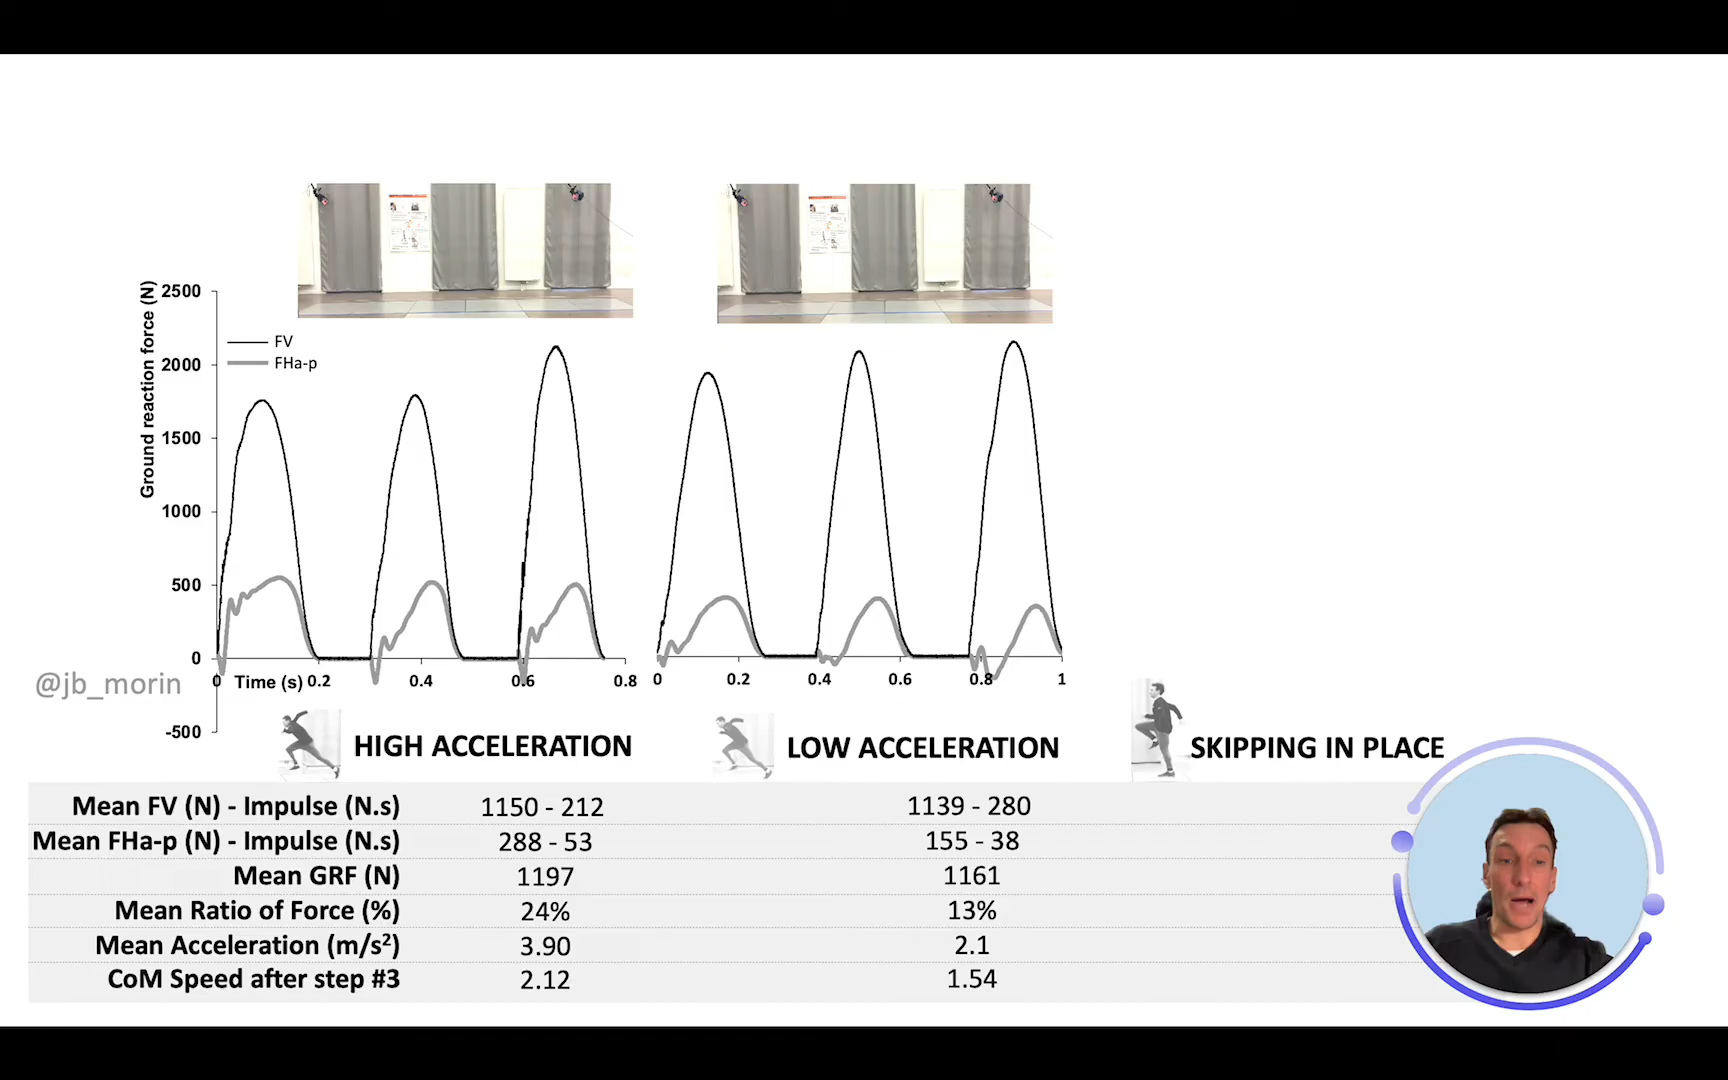 Ground reaction force (N)
2500
2000
1500
1000
500
0
-500
FV
FHa-p
0 Time (s) 0.2 0.4 0.6 0.8
0 0.2 0.4 0.6 0.8 1
@jb_morin
HIGH ACCELERATION LOW ACCELERATION SKIPPING IN PLACE
Mean FV (N) - Impulse (N.s) 1150 - 212 1139 - 280
Mean FHa-p (N) - Impulse (N.s) 288 - 53 155 - 38
Mean GRF (N) 1197 1161
Mean Ratio of Force (%) 24% 13%
Mean Acceleration (m/s²) 3.90 2.1
CoM Speed after step #3 2.12 1.54